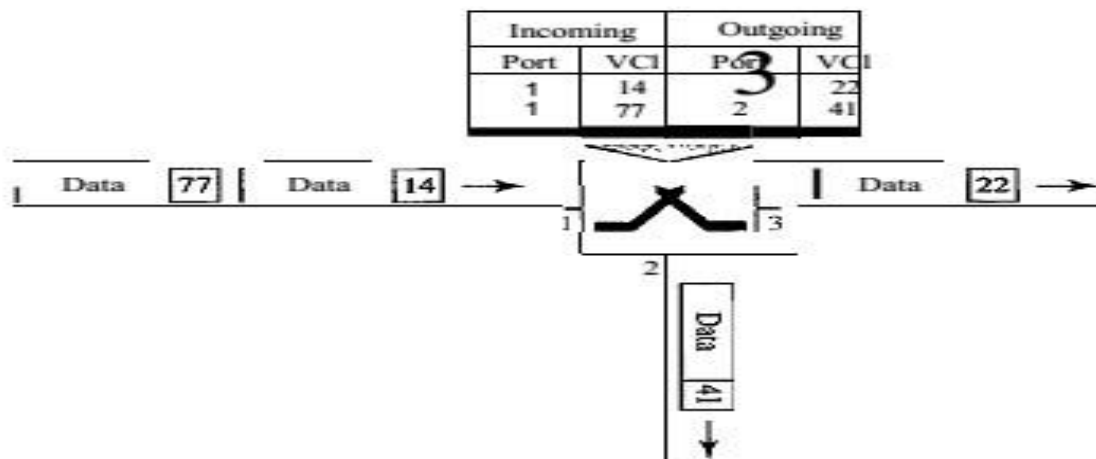 Incoming Outgoing
Port VCI Port VCI
1 14 3 22
1 77 2 41
Data 77 Data 14 Data 22
1 3
2
Data 41